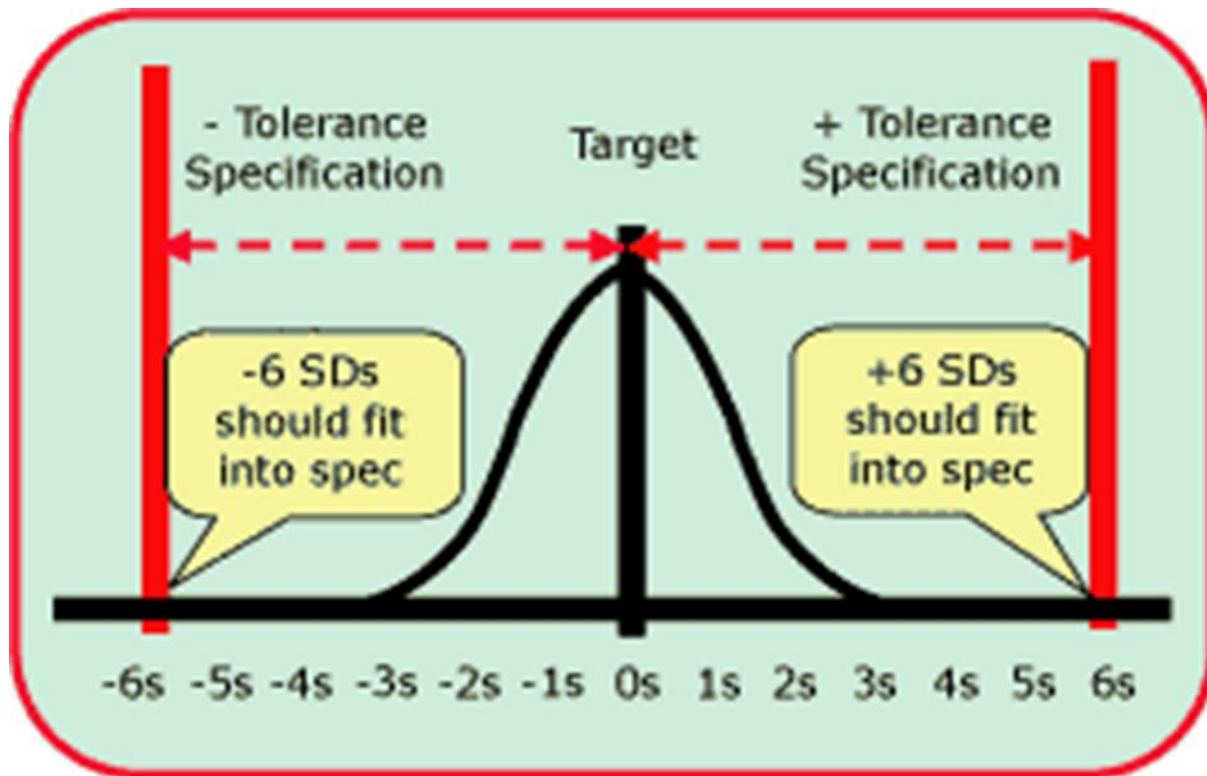 - Tolerance
Specification
Target
+ Tolerance
Specification
-6 SDs
should fit
into spec
+6 SDs
should fit
into spec
-6s -5s -4s -3s -2s -1s 0s 1s 2s 3s 4s 5s 6s